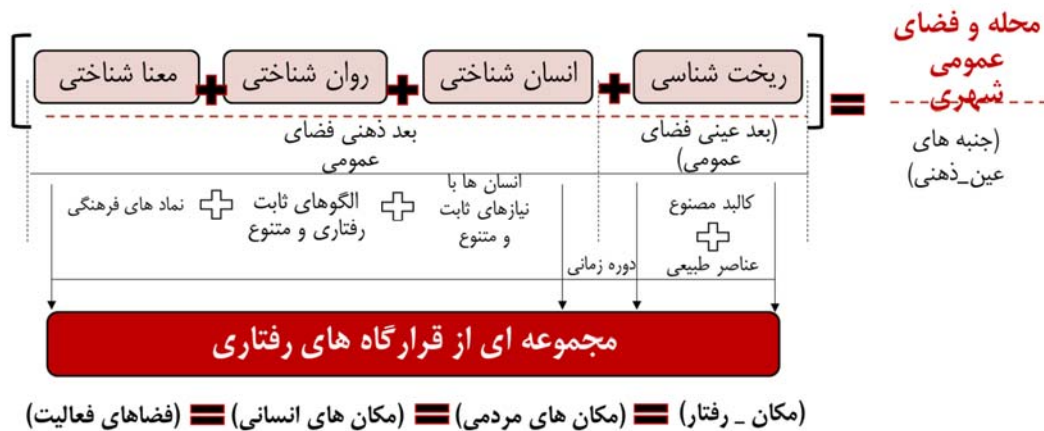 محله و فضای
عمومی
شهری
(جنبه های
عین_ذهنی)
ریخت شناسی
انسان شناختی
روان شناختی
معنا شناختی
(بعد عینی فضای
عمومی)
بعد ذهنی فضای
عمومی
کالبد مصنوع
عناصر طبیعی
دوره زمانی
انسان ها با
نیازهای ثابت
و متنوع
الگوهای ثابت
رفتاری و متنوع
نماد های فرهنگی
مجموعه ای از قرارگاه های رفتاری
(مکان _ رفتار) = (مکان های مردمی) = (مکان های انسانی) = (فضاهای فعالیت)